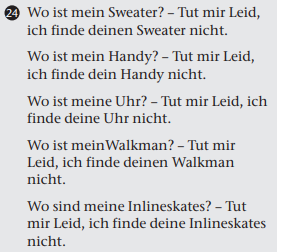 24 Wo ist mein Sweater? – Tut mir Leid,
ich finde deinen Sweater nicht.
Wo ist mein Handy? – Tut mir Leid,
ich finde dein Handy nicht.
Wo ist meine Uhr? – Tut mir Leid, ich
finde deine Uhr nicht.
Wo ist meinWalkman? – Tut mir
Leid, ich finde deinen Walkman
nicht.
Wo sind meine Inlineskates? – Tut
mir Leid, ich finde deine Inlineskates
nicht.